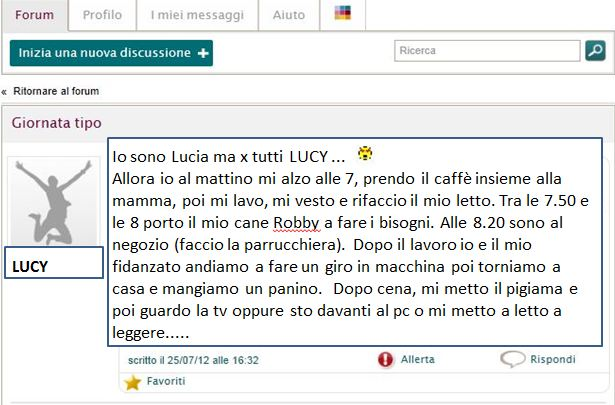 Forum Profilo I miei messaggi Aiuto
Inizia una nuova discussione + Ricerca
« Ritornare al forum
Giornata tipo
Io sono Lucia ma x tutti LUCY ...
Allora io al mattino mi alzo alle 7, prendo il caffè insieme alla
mamma, poi mi lavo, mi vesto e rifaccio il mio letto. Tra le 7.50 e
le 8 porto il mio cane Robby a fare i bisogni. Alle 8.20 sono al
negozio (faccio la parrucchiera). Dopo il lavoro io e il mio
fidanzato andiamo a fare un giro in macchina poi torniamo a
casa e mangiamo un panino. Dopo cena, mi metto il pigiama e
poi guardo la tv oppure sto davanti al pc o mi metto a letto a
leggere.....
LUCY
scritto il 25/07/12 alle 16:32 Allerta Rispondi
Favoriti